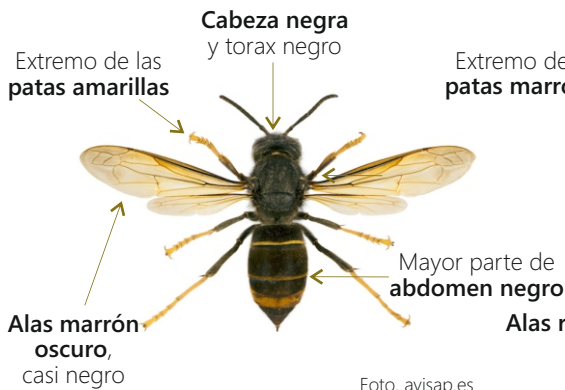 Cabeza negra
y torax negro
Extremo de las
patas amarillas
Extremo de
patas marró
Mayor parte de
abdomen negro
Alas marrón
oscuro,
casi negro
Alas
Foto. avisap.es